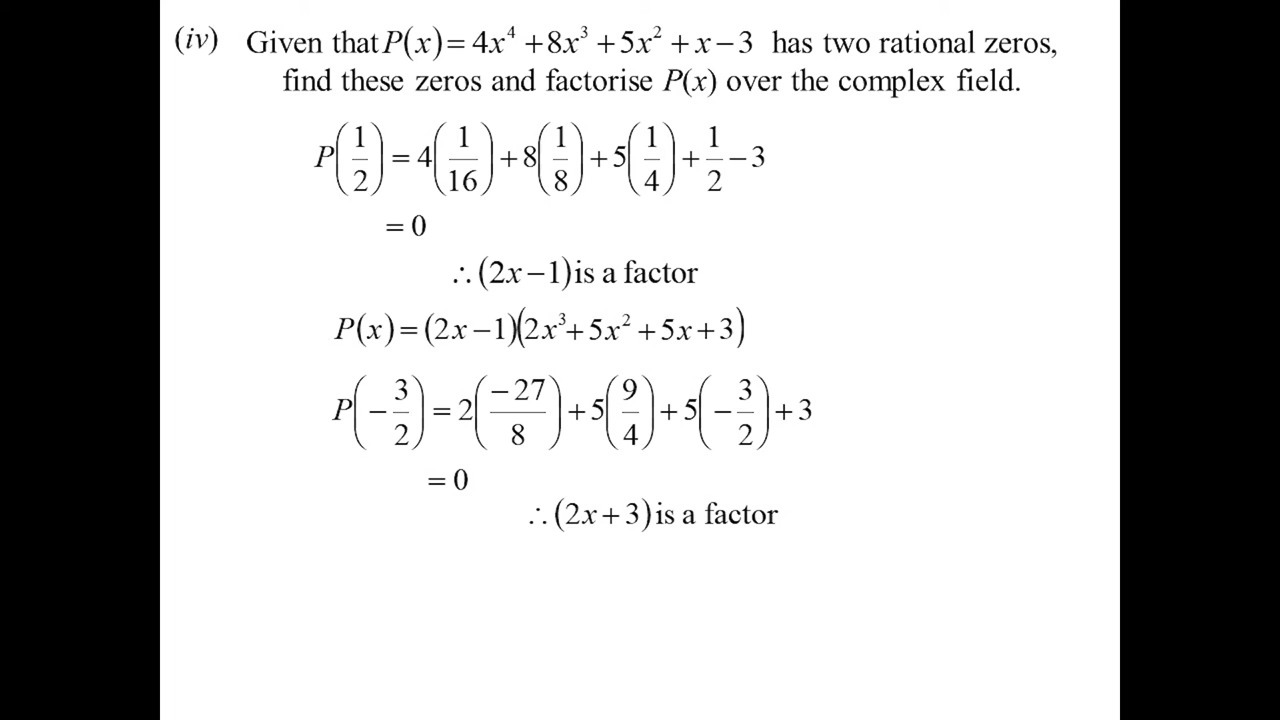 (iv) Given that P(x) = 4x⁴ + 8x³ + 5x² + x − 3 has two rational zeros,
find these zeros and factorise P(x) over the complex field.
P(1/2) = 4(1/16) + 8(1/8) + 5(1/4) + 1/2 − 3
= 0
∴ (2x − 1) is a factor
P(x) = (2x − 1)(2x³ + 5x² + 5x + 3)
P(−3/2) = 2(−27/8) + 5(9/4) + 5(−3/2) + 3
= 0
∴ (2x + 3) is a factor